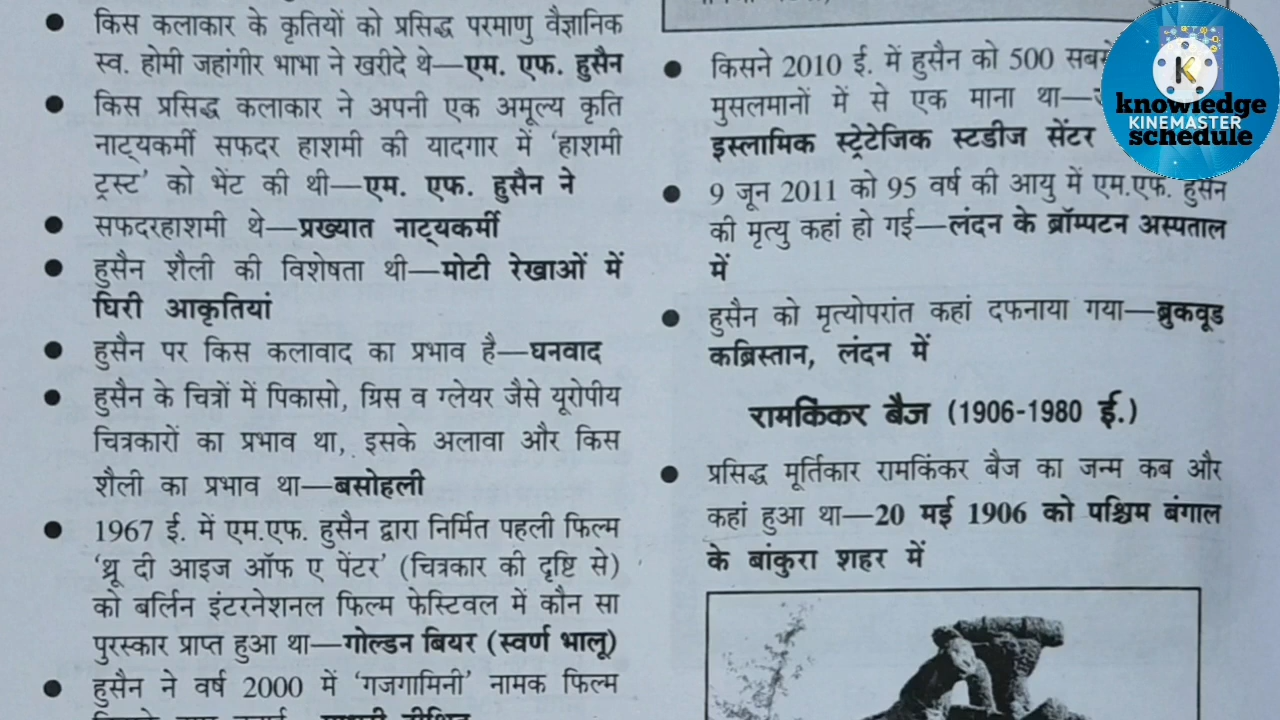 किस कलाकार के कृतियों को प्रसिद्ध परमाणु वैज्ञानिक
स्व. होमी जहांगीर भाभा ने खरीदे थे—एम. एफ. हुसैन
किस प्रसिद्ध कलाकार ने अपनी एक अमूल्य कृति
नाट्यकर्मी सफदर हाशमी की यादगार में 'हाशमी
ट्रस्ट' को भेंट की थी—एम. एफ. हुसैन ने
सफदरहाशमी थे—प्रख्यात नाट्यकर्मी
हुसैन शैली की विशेषता थी—मोटी रेखाओं में
घिरी आकृतियां
हुसैन पर किस कलावाद का प्रभाव है—घनवाद
हुसैन के चित्रों में पिकासो, ग्रिस व ग्लेयर जैसे यूरोपीय
चित्रकारों का प्रभाव था, इसके अलावा और किस
शैली का प्रभाव था—बसोहली
1967 ई. में एम.एफ. हुसैन द्वारा निर्मित पहली फिल्म
'थ्रू दी आइज ऑफ ए पेंटर' (चित्रकार की दृष्टि से)
को बर्लिन इंटरनेशनल फिल्म फेस्टिवल में कौन सा
पुरस्कार प्राप्त हुआ था—गोल्डन बियर (स्वर्ण भालू)
हुसैन ने वर्ष 2000 में 'गजगामिनी' नामक फिल्म
किसने 2010 ई. में हुसैन को 500
मुसलमानों में से एक माना था—
इस्लामिक स्ट्रेटेजिक स्टडीज सेंटर
9 जून 2011 को 95 वर्ष की आयु में एम.एफ. हुसैन
की मृत्यु कहां हो गई—लंदन के ब्रॉम्पटन अस्पताल
में
हुसैन को मृत्योपरांत कहां दफनाया गया—ब्रुकवूड
कब्रिस्तान, लंदन में
रामकिंकर बैज (1906-1980 ई.)
प्रसिद्ध मूर्तिकार रामकिंकर बैज का जन्म कब और
कहां हुआ था—20 मई 1906 को पश्चिम बंगाल
के बांकुरा शहर में
K
knowledge
KINEMASTER
schedule